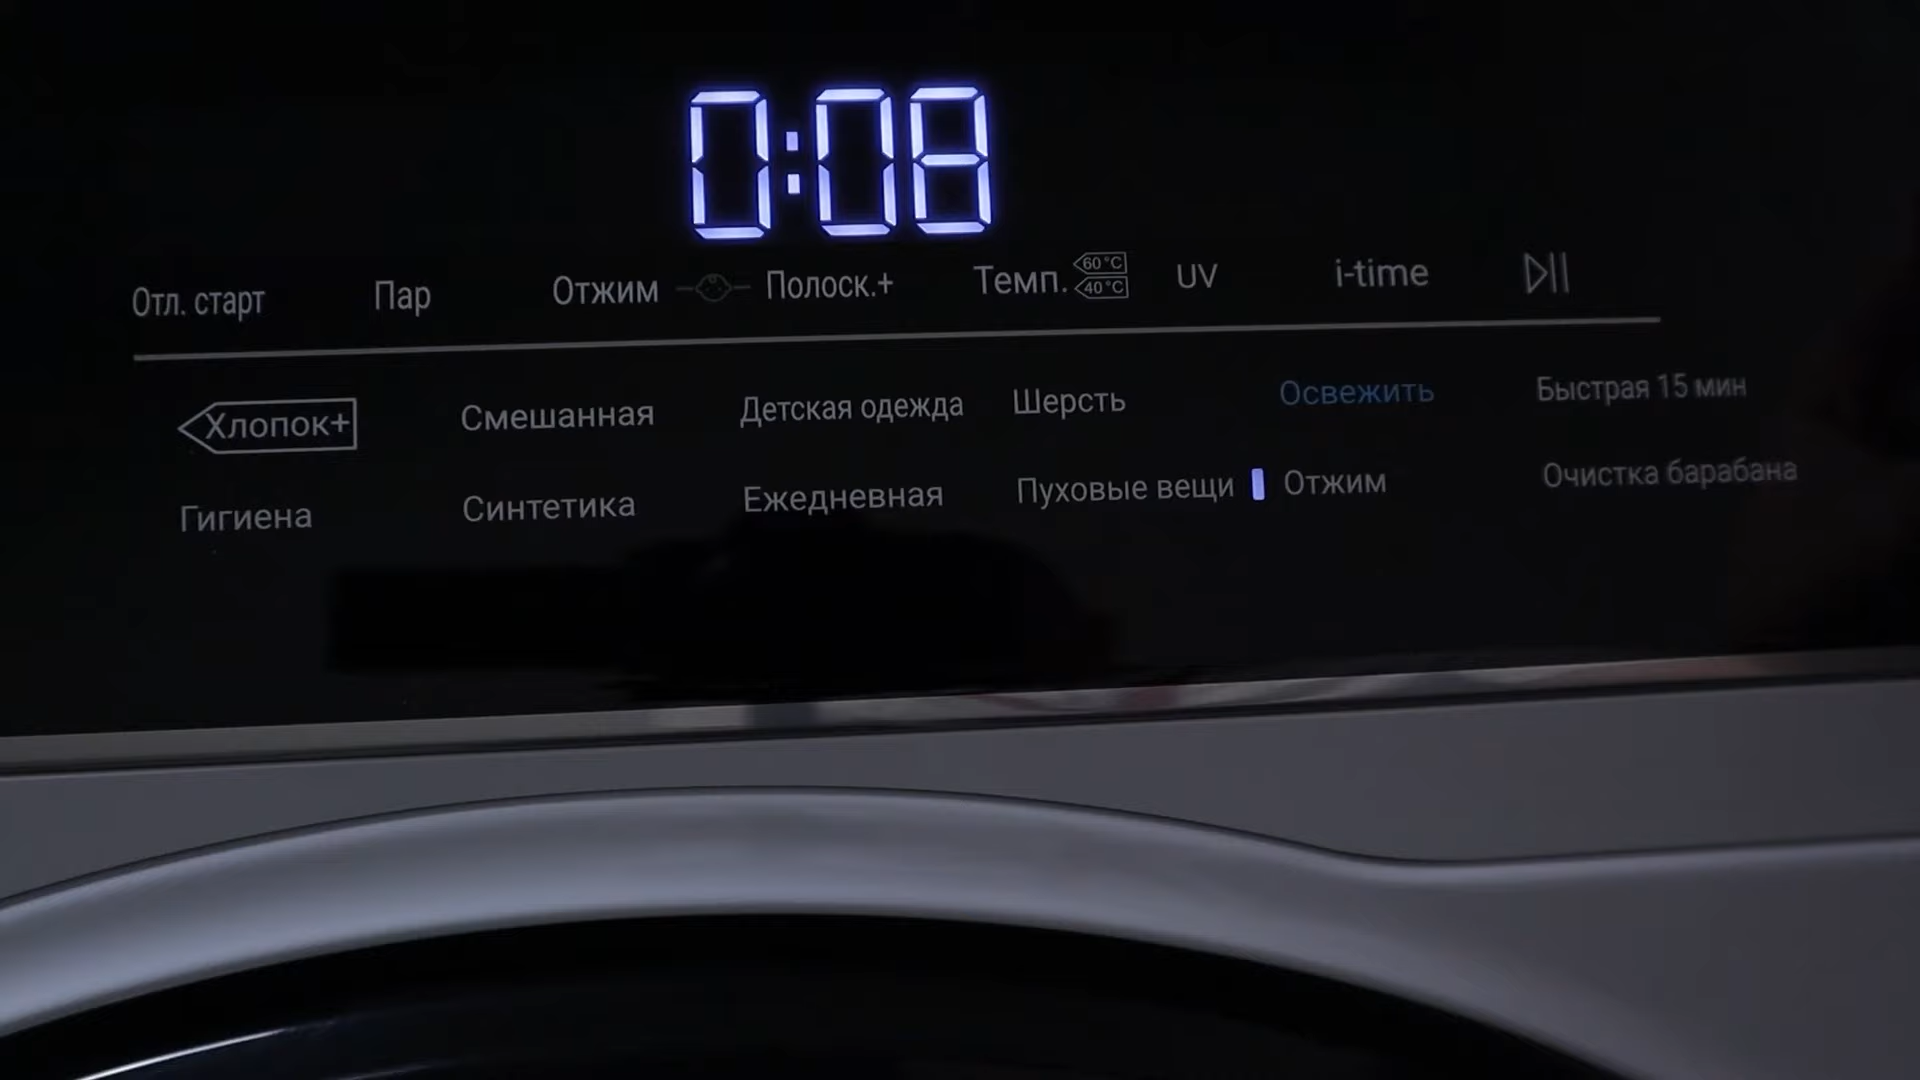 0:08
Отл. старт Пар Отжим Полоск.+ Темп. 60°C 40°C UV i-time
Хлопок+ Смешанная Детская одежда Шерсть Освежить Быстрая 15 мин
Гигиена Синтетика Ежедневная Пуховые вещи Отжим Очистка барабана